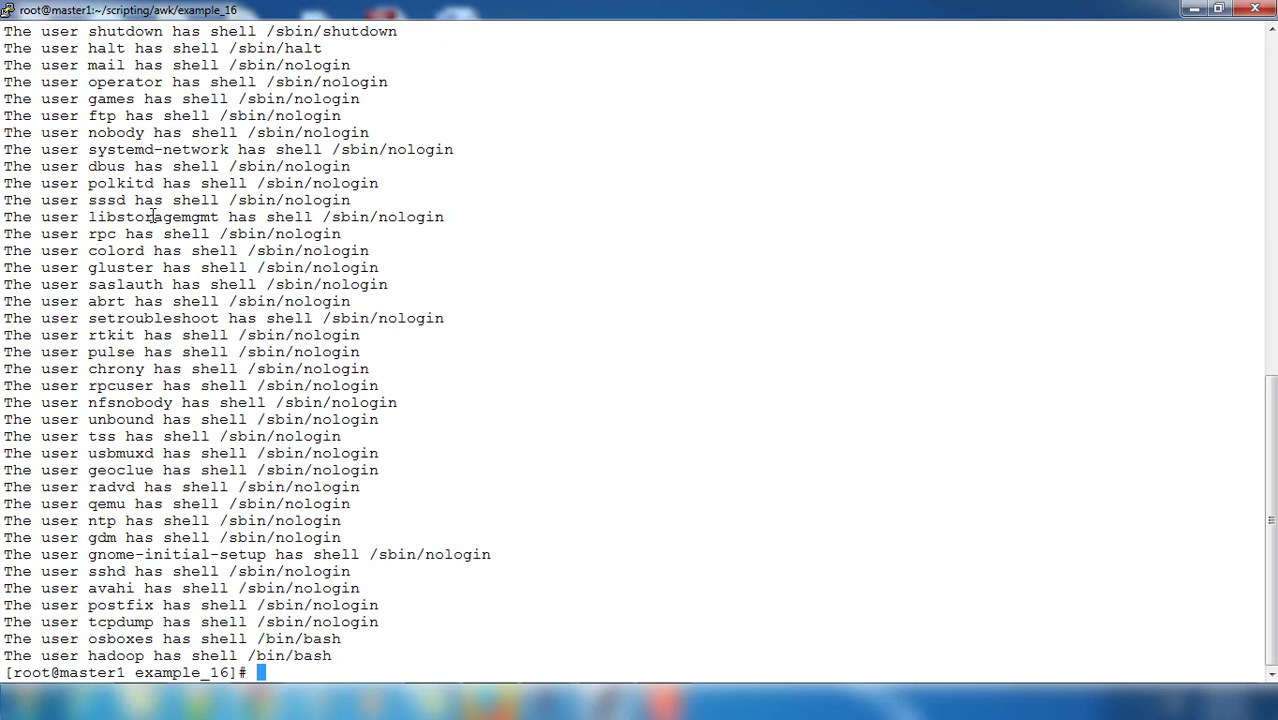 root@master1:~/scripting/awk/example_16
The user shutdown has shell /sbin/shutdown
The user halt has shell /sbin/halt
The user mail has shell /sbin/nologin
The user operator has shell /sbin/nologin
The user games has shell /sbin/nologin
The user ftp has shell /sbin/nologin
The user nobody has shell /sbin/nologin
The user systemd-network has shell /sbin/nologin
The user dbus has shell /sbin/nologin
The user polkitd has shell /sbin/nologin
The user sssd has shell /sbin/nologin
The user libstoragemgmt has shell /sbin/nologin
The user rpc has shell /sbin/nologin
The user colord has shell /sbin/nologin
The user gluster has shell /sbin/nologin
The user saslauth has shell /sbin/nologin
The user abrt has shell /sbin/nologin
The user setroubleshoot has shell /sbin/nologin
The user rtkit has shell /sbin/nologin
The user pulse has shell /sbin/nologin
The user chrony has shell /sbin/nologin
The user rpcuser has shell /sbin/nologin
The user nfsnobody has shell /sbin/nologin
The user unbound has shell /sbin/nologin
The user tss has shell /sbin/nologin
The user usbmuxd has shell /sbin/nologin
The user geoclue has shell /sbin/nologin
The user radvd has shell /sbin/nologin
The user qemu has shell /sbin/nologin
The user ntp has shell /sbin/nologin
The user gdm has shell /sbin/nologin
The user gnome-initial-setup has shell /sbin/nologin
The user sshd has shell /sbin/nologin
The user avahi has shell /sbin/nologin
The user postfix has shell /sbin/nologin
The user tcpdump has shell /sbin/nologin
The user osboxes has shell /bin/bash
The user hadoop has shell /bin/bash
[root@master1 example_16]#